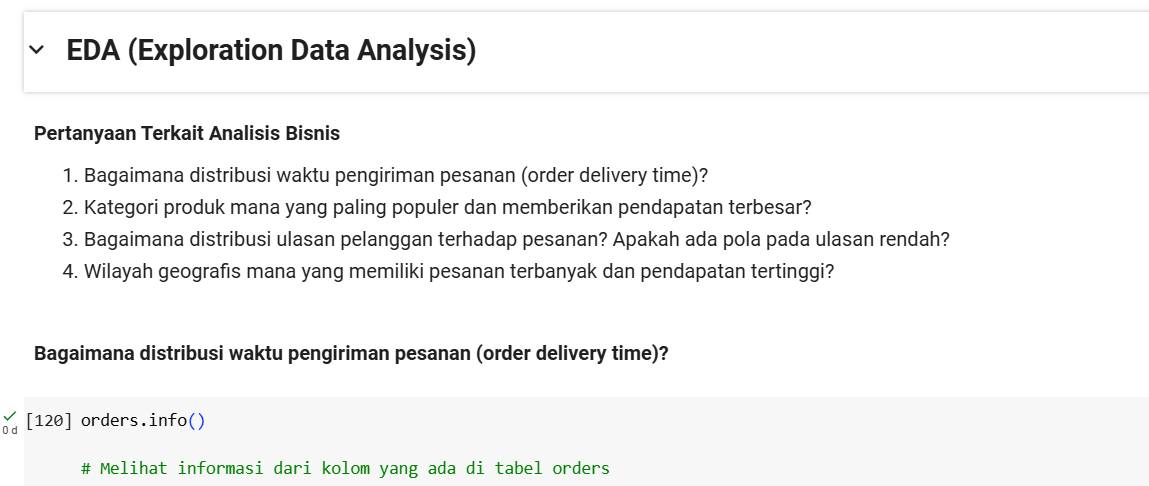 EDA (Exploration Data Analysis)
Pertanyaan Terkait Analisis Bisnis
1. Bagaimana distribusi waktu pengiriman pesanan (order delivery time)?
2. Kategori produk mana yang paling populer dan memberikan pendapatan terbesar?
3. Bagaimana distribusi ulasan pelanggan terhadap pesanan? Apakah ada pola pada ulasan rendah?
4. Wilayah geografis mana yang memiliki pesanan terbanyak dan pendapatan tertinggi?
Bagaimana distribusi waktu pengiriman pesanan (order delivery time)?
[120] orders.info()
0 d
# Melihat informasi dari kolom yang ada di tabel orders